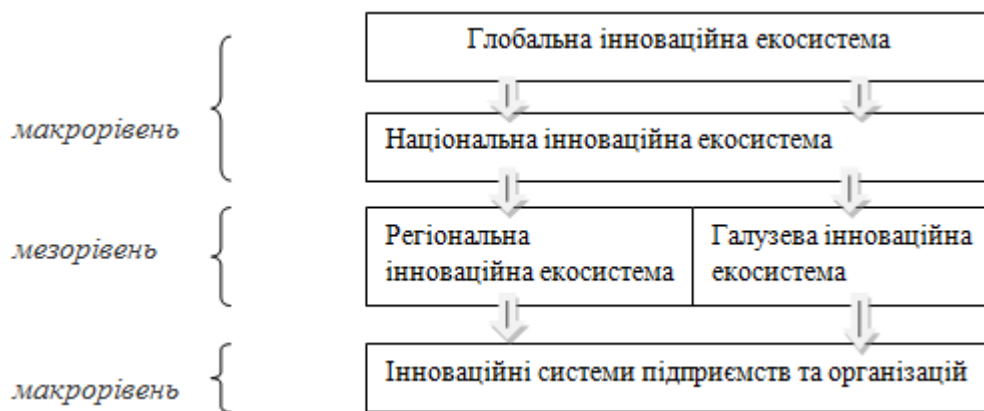 Глобальна інноваційна екосистема
макрорівень
Національна інноваційна екосистема
мезорівень
Регіональна
інноваційна екосистема
Галузева інноваційна
екосистема
макрорівень
Інноваційні системи підприємств та організацій